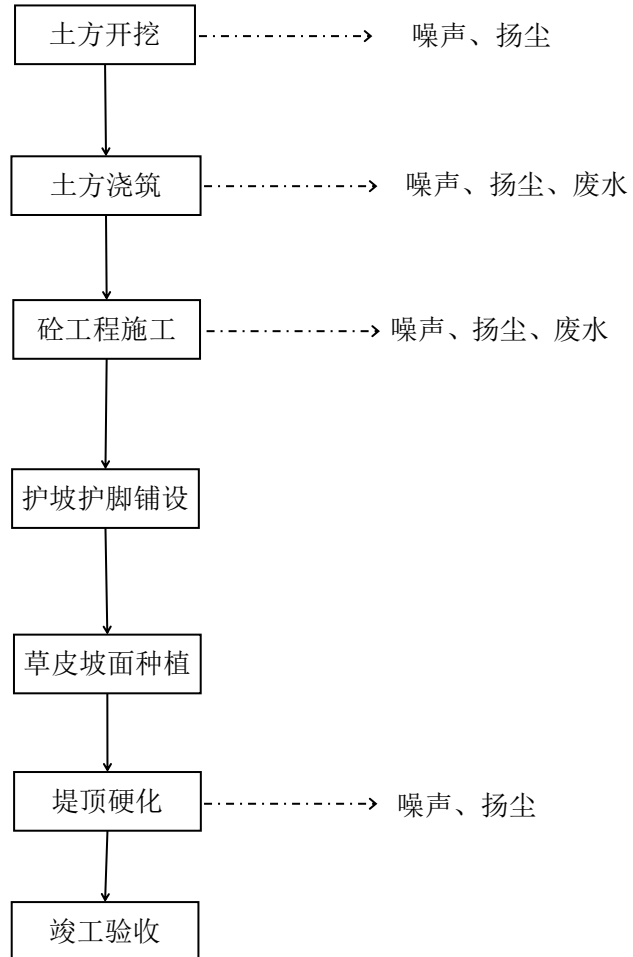 土方开挖
噪声、扬尘
土方浇筑
噪声、扬尘、废水
砼工程施工
噪声、扬尘、废水
护坡护脚铺设
草皮坡面种植
堤顶硬化
噪声、扬尘
竣工验收